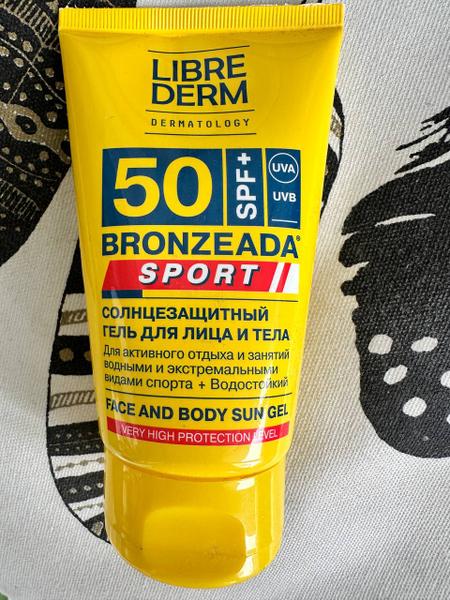 LIBRE
DERM
DERMATOLOGY
50 SPF+
UVA
UVB
BRONZEADA®
SPORT
СОЛНЦЕЗАЩИТНЫЙ
ГЕЛЬ ДЛЯ ЛИЦА И ТЕЛА
Для активного отдыха и занятий
водными и экстремальными
видами спорта + Водостойкий
FACE AND BODY SUN GEL
VERY HIGH PROTECTION LEVEL